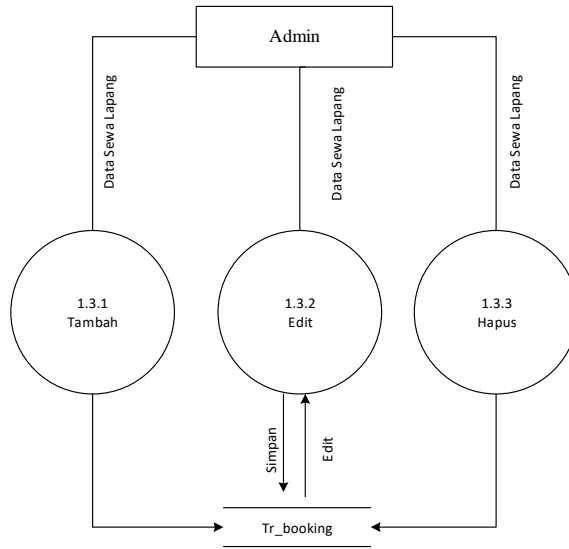 Admin
Data Sewa Lapang
Data Sewa Lapang
Data Sewa Lapang
1.3.1
Tambah
1.3.2
Edit
1.3.3
Hapus
Simpan
Edit
Tr_booking